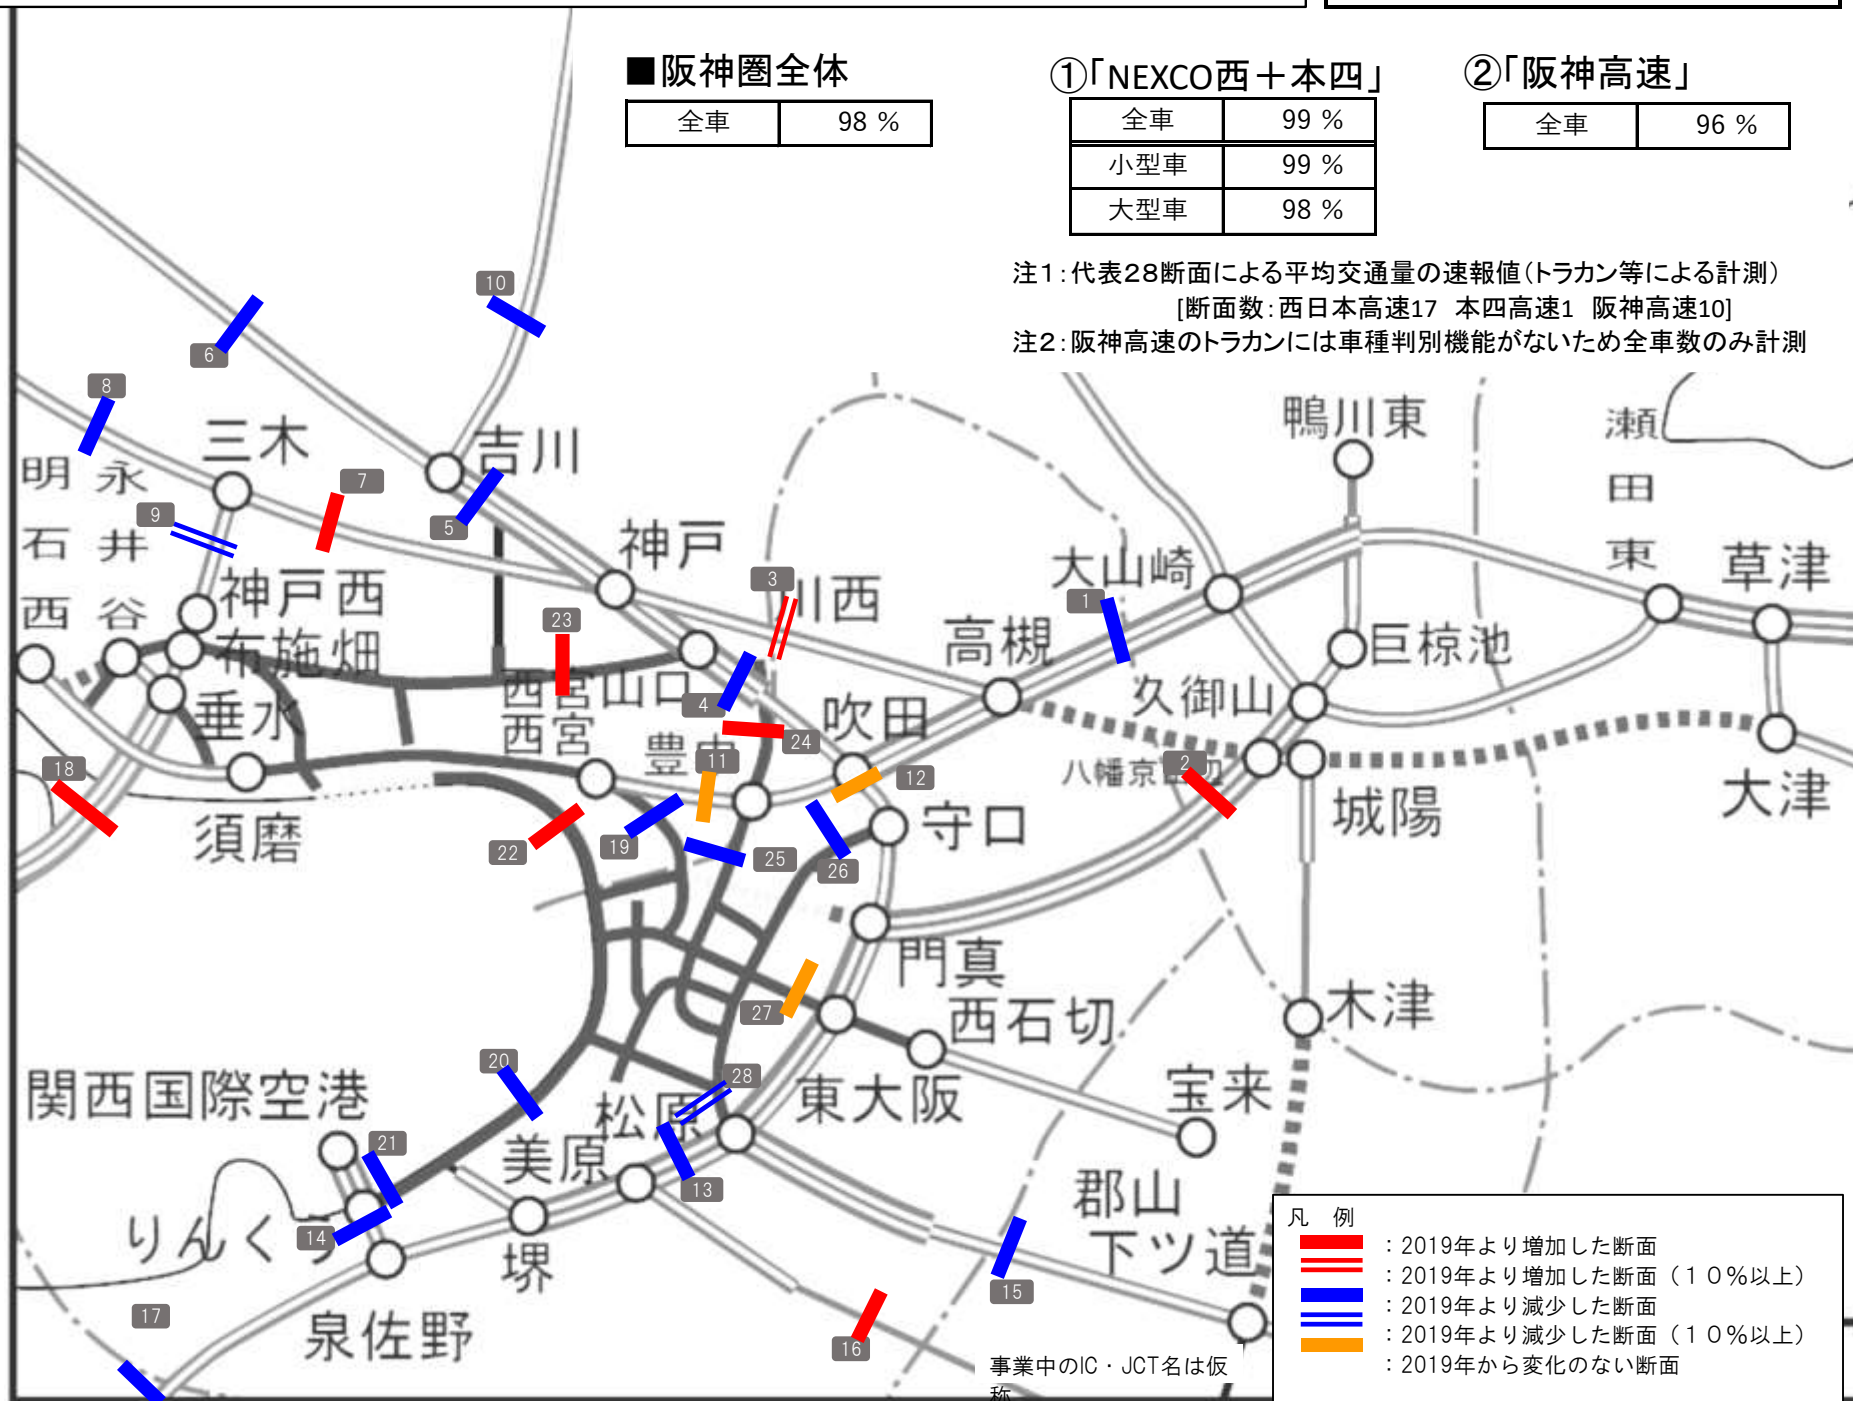 ■阪神圏全体
全車 98 %
①「NEXCO西＋本四」
全車 99 %
小型車 99 %
大型車 98 %
②「阪神高速」
全車 96 %
注1：代表28断面による平均交通量の速報値（トラカン等による計測）
[断面数：西日本高速17 本四高速1 阪神高速10]
注2：阪神高速のトラカンには車種判別機能がないため全車数のみ計測
10
6
8
三木
吉川
鴨川東
瀬田東
明石西
永井谷
7
9
5
神戸
大山崎
草津
神戸西
3
川西
1
布施畑
23
高槻
巨椋池
西宮山口
4
久御山
垂水
西宮
吹田
24
豊中
11
12
八幡京田辺
2
18
城陽
大津
須磨
22
19
25
26
守口
門真
27
西石切
木津
20
28
関西国際空港
松原
東大阪
宝来
21
美原
13
郡山
14
りんくう
堺
下ツ道
15
17
泉佐野
16
事業中のIC・JCT名は仮
称
凡 例
：2019年より増加した断面
：2019年より増加した断面（１０％以上）
：2019年より減少した断面
：2019年より減少した断面（１０％以上）
：2019年から変化のない断面